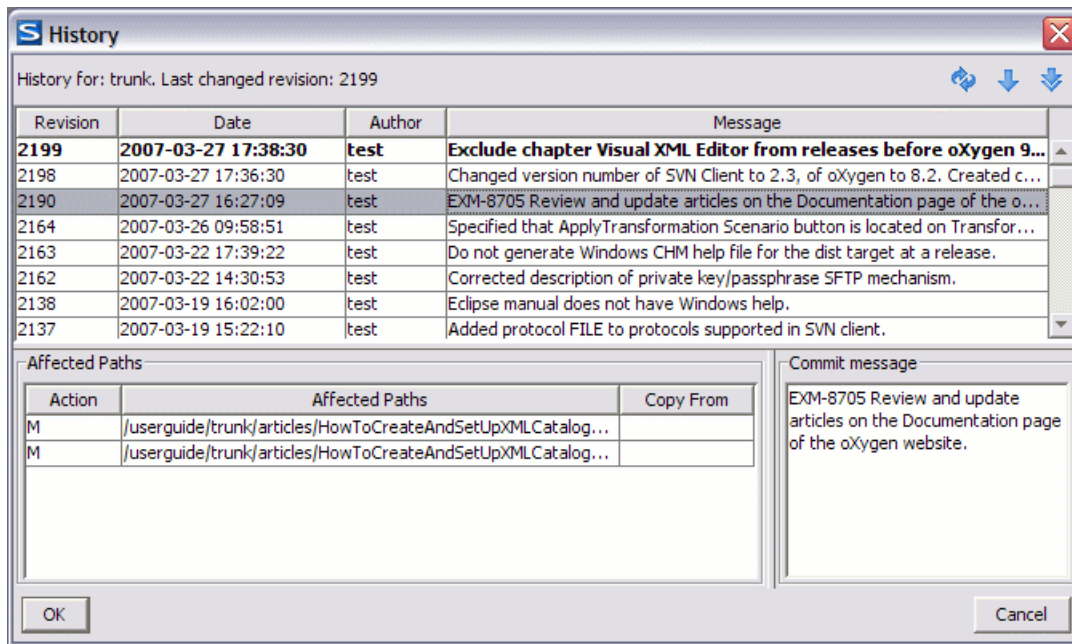 S History
History for: trunk. Last changed revision: 2199
Revision Date Author Message
2199 2007-03-27 17:38:30 test Exclude chapter Visual XML Editor from releases before oXygen 9...
2198 2007-03-27 17:36:30 test Changed version number of SVN Client to 2.3, of oXygen to 8.2. Created c...
2190 2007-03-27 16:27:09 test EXM-8705 Review and update articles on the Documentation page of the o...
2164 2007-03-26 09:58:51 test Specified that ApplyTransformation Scenario button is located on Transfor...
2163 2007-03-22 17:39:22 test Do not generate Windows CHM help file for the dist target at a release.
2162 2007-03-22 14:30:53 test Corrected description of private key/passphrase SFTP mechanism.
2138 2007-03-19 16:02:00 test Eclipse manual does not have Windows help.
2137 2007-03-19 15:22:10 test Added protocol FILE to protocols supported in SVN client.
Affected Paths
Action Affected Paths Copy From
M /userguide/trunk/articles/HowToCreateAndSetUpXMLCatalog...
M /userguide/trunk/articles/HowToCreateAndSetUpXMLCatalog...
Commit message
EXM-8705 Review and update
articles on the Documentation page
of the oXygen website.
OK
Cancel